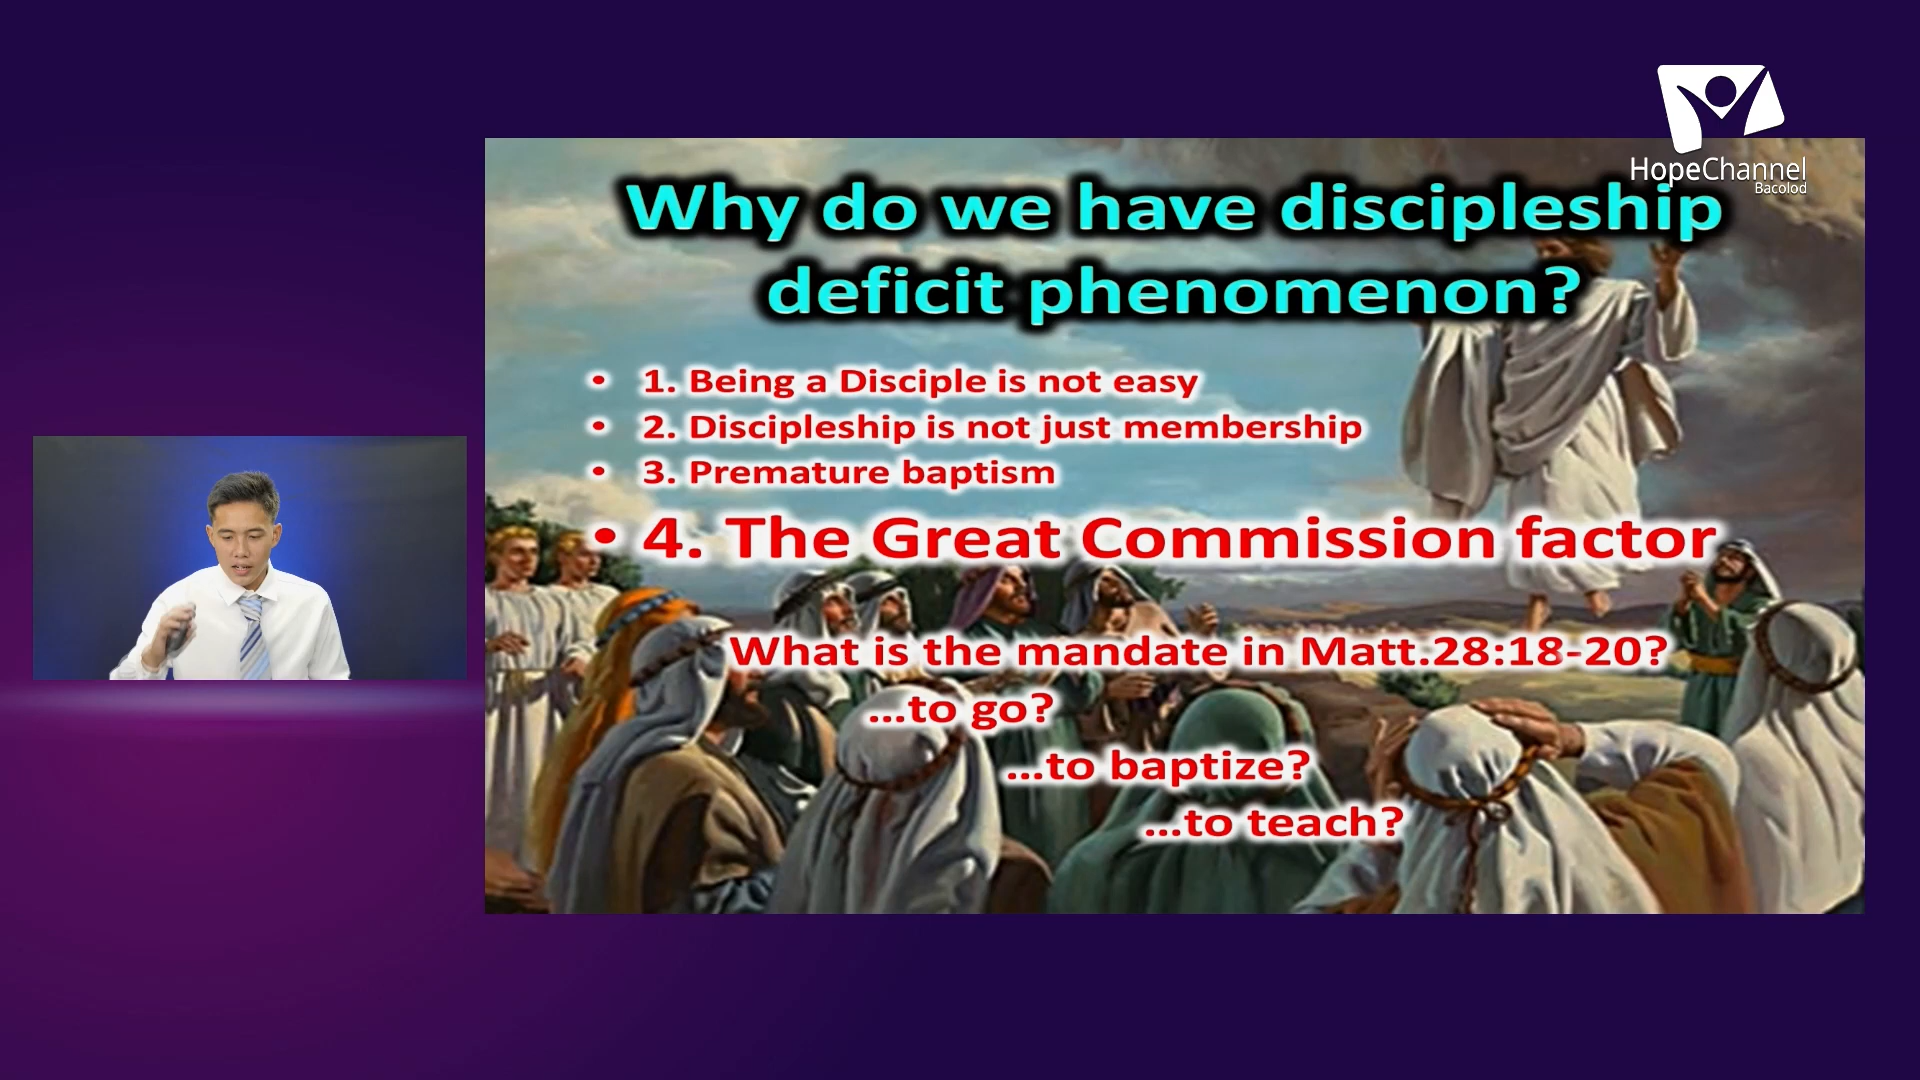 HopeChannel
Bacolod
Why do we have discipleship
deficit phenomenon?
• 1. Being a Disciple is not easy
• 2. Discipleship is not just membership
• 3. Premature baptism
• 4. The Great Commission factor
What is the mandate in Matt.28:18-20?
...to go?
...to baptize?
...to teach?